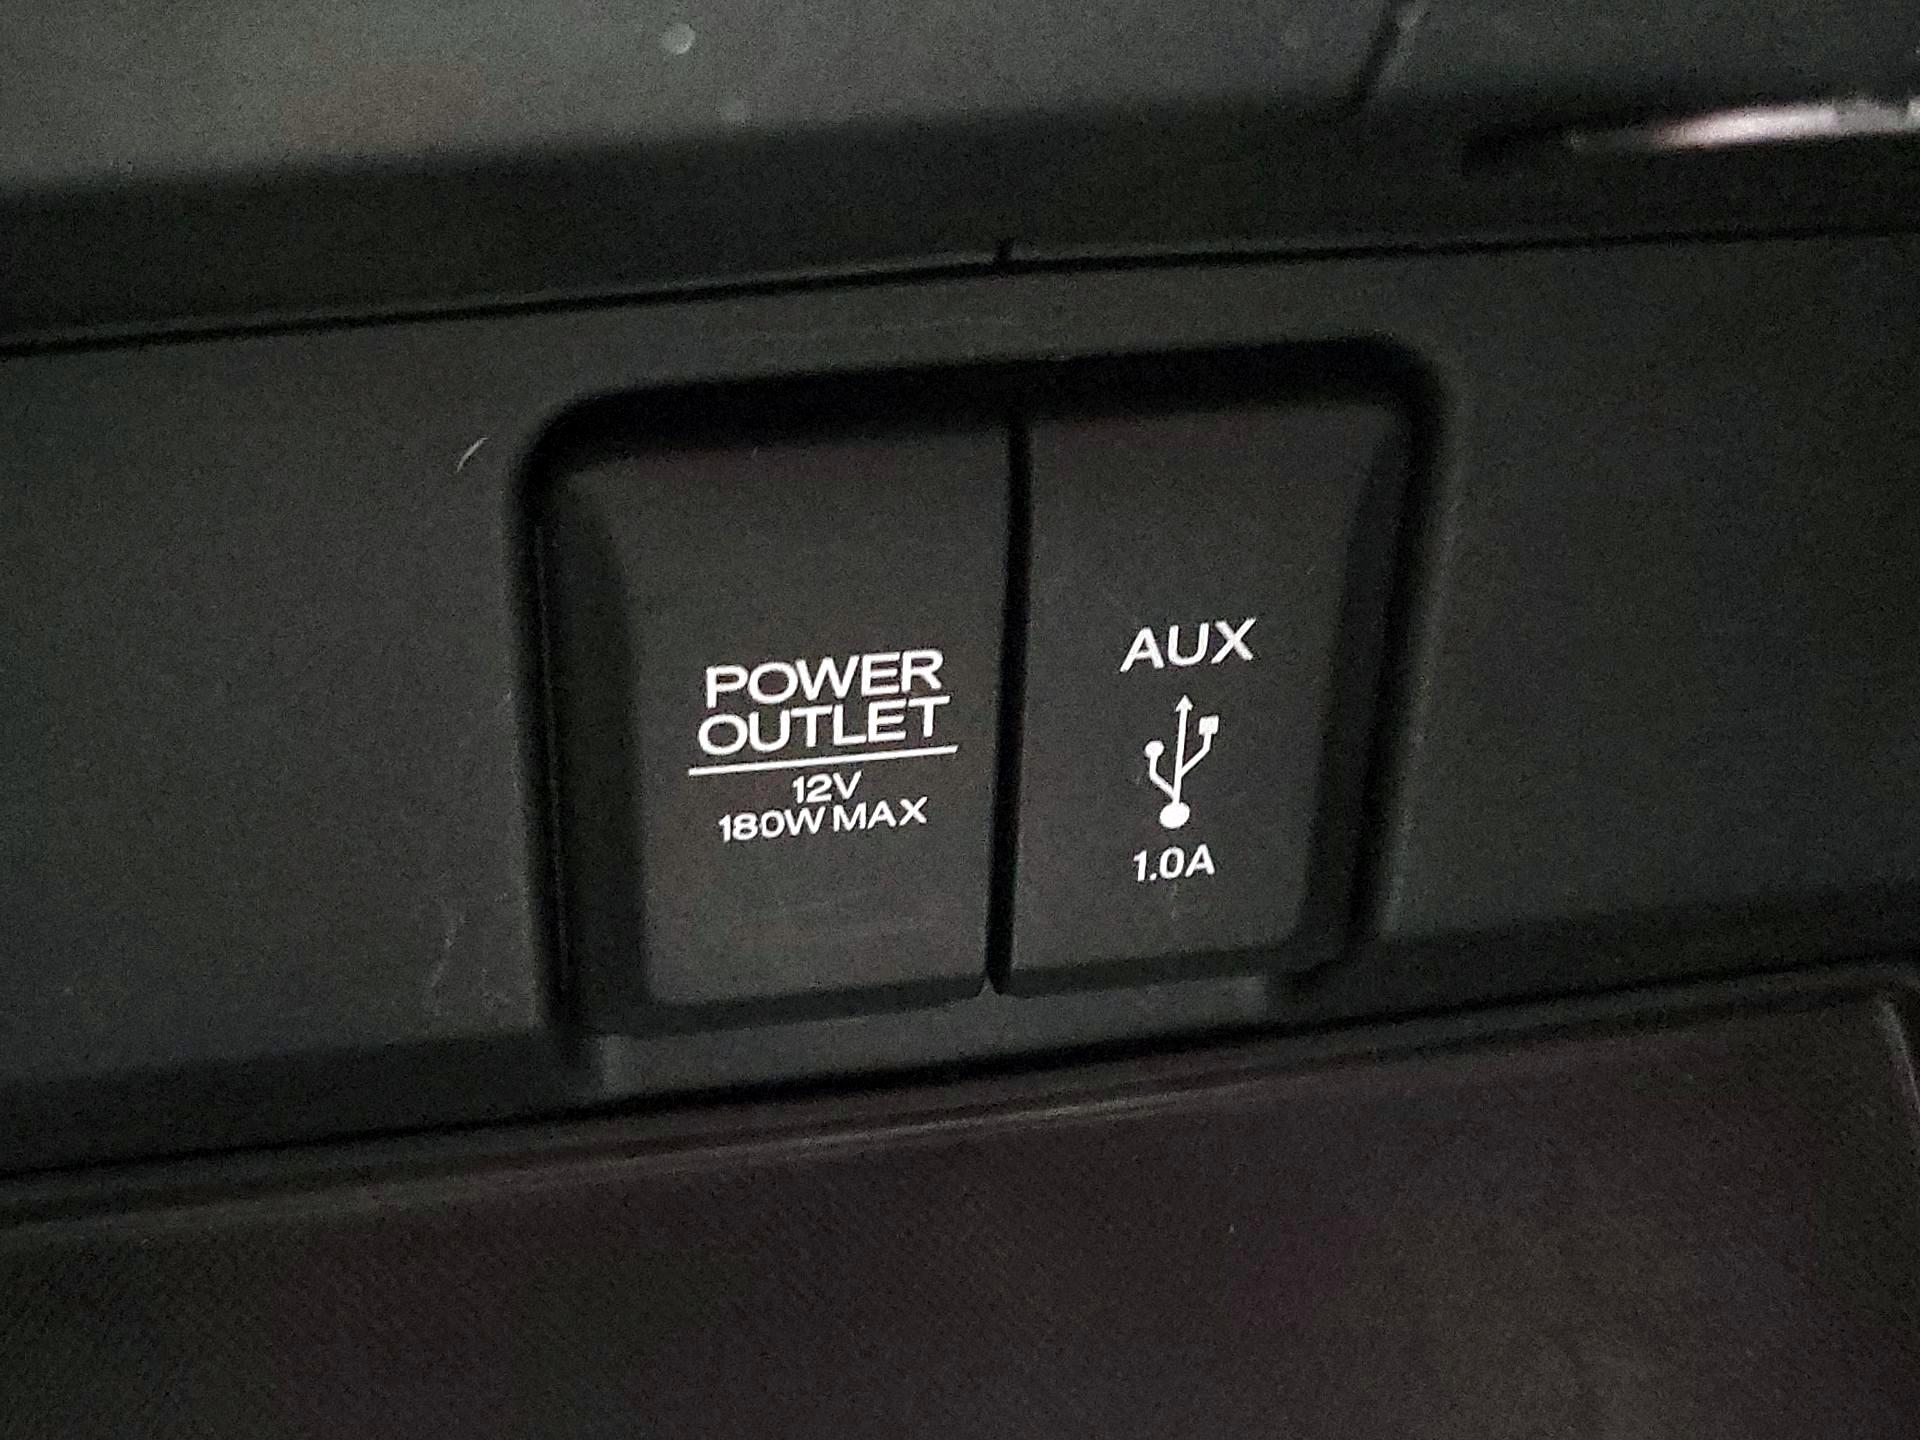 POWER
OUTLET
12V
180W MAX
AUX
1.0A